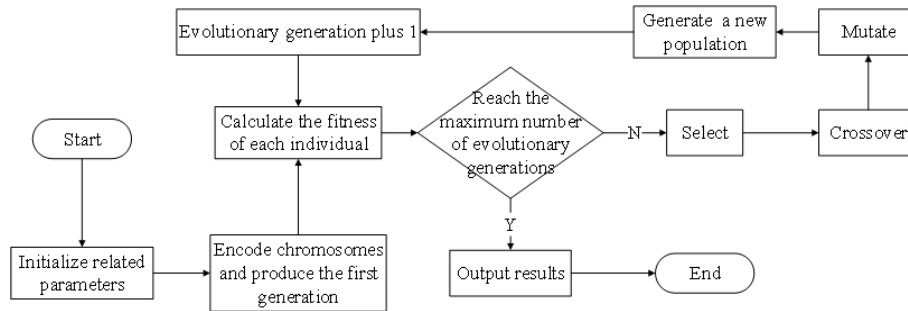 Evolutionary generation plus 1
Generate a new
population
Mutate
Start
Calculate the fitness
of each individual
Reach the
maximum number
of evolutionary
generations
N
Select
Crossover
Y
Initialize related
parameters
Encode chromosomes
and produce the first
generation
Output results
End